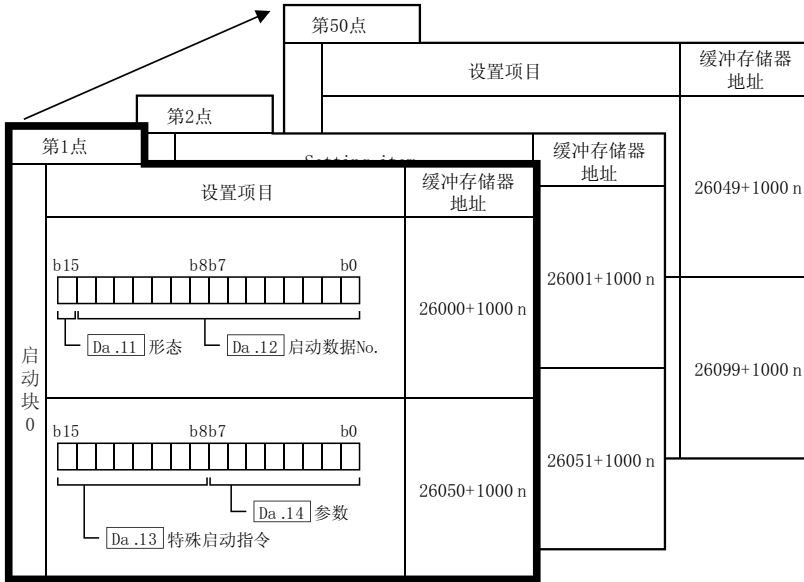 第50点
设置项目
缓冲存储器
地址
26049+1000 n
26099+1000 n
第2点
缓冲存储器
地址
26001+1000 n
26051+1000 n
第1点
设置项目
缓冲存储器
地址
启动块0
b15 b8b7 b0
Da.11 形态 Da.12 启动数据No.
26000+1000 n
b15 b8b7 b0
Da.14 参数
Da.13 特殊启动指令
26050+1000 n